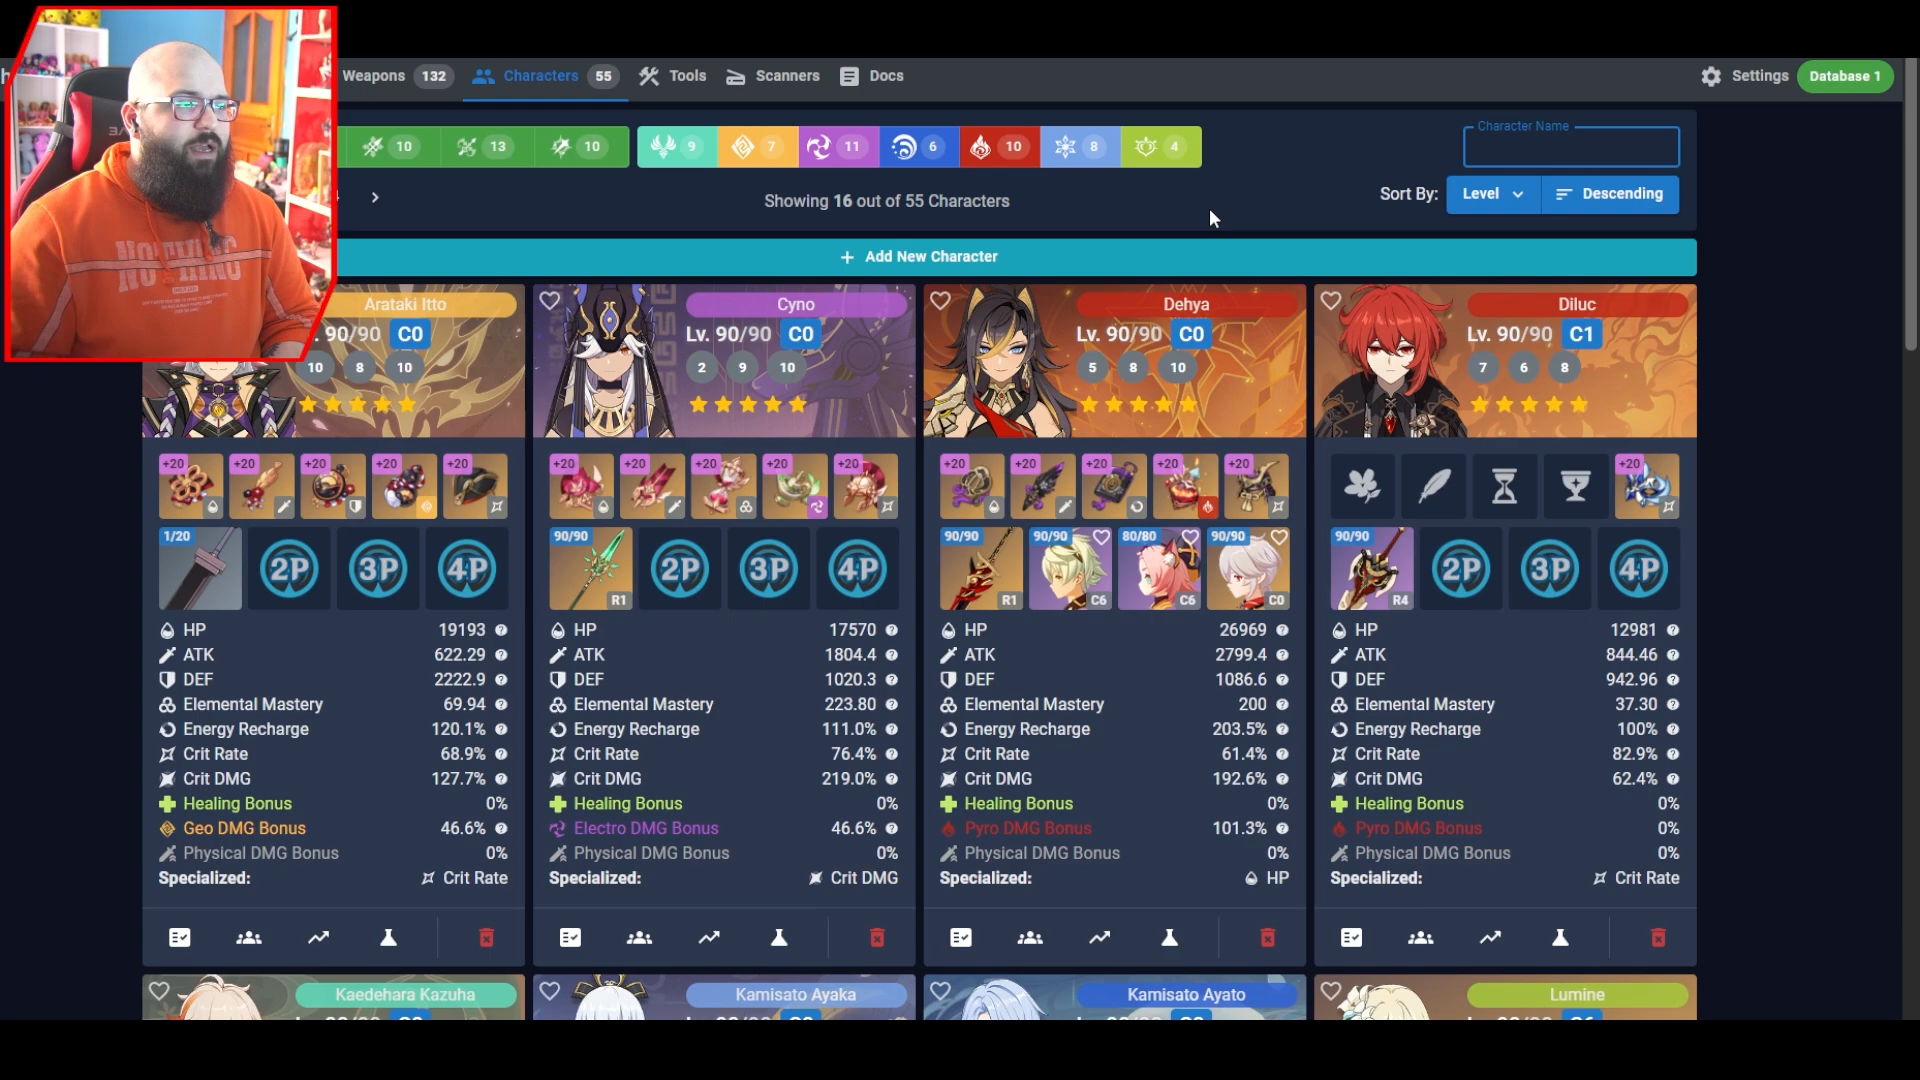 Weapons 132 Characters 55 Tools Scanners Docs Settings Database 1
10 13 10 9 7 11 6 10 8 4 Character Name
Showing 16 out of 55 Characters Sort By: Level Descending
+ Add New Character
NOTHING
Arataki Itto
90/90 C0
10 8 10
+20 +20 +20 +20 +20
1/20 2P 3P 4P
HP 19193
ATK 622.29
DEF 2222.9
Elemental Mastery 69.94
Energy Recharge 120.1%
Crit Rate 68.9%
Crit DMG 127.7%
Healing Bonus 0%
Geo DMG Bonus 46.6%
Physical DMG Bonus 0%
Specialized: Crit Rate
Cyno
Lv. 90/90 C0
2 9 10
+20 +20 +20 +20 +20
90/90 R1 2P 3P 4P
HP 17570
ATK 1804.4
DEF 1020.3
Elemental Mastery 223.80
Energy Recharge 111.0%
Crit Rate 76.4%
Crit DMG 219.0%
Healing Bonus 0%
Electro DMG Bonus 46.6%
Physical DMG Bonus 0%
Specialized: Crit DMG
Dehya
Lv. 90/90 C0
5 8 10
+20 +20 +20 +20 +20
90/90 90/90 80/80 90/90
R1 C6 C6 C0
HP 26969
ATK 2799.4
DEF 1086.6
Elemental Mastery 200
Energy Recharge 203.5%
Crit Rate 61.4%
Crit DMG 192.6%
Healing Bonus 0%
Pyro DMG Bonus 101.3%
Physical DMG Bonus 0%
Specialized: HP
Diluc
Lv. 90/90 C1
7 6 8
+20
90/90 R4 2P 3P 4P
HP 12981
ATK 844.46
DEF 942.96
Elemental Mastery 37.30
Energy Recharge 100%
Crit Rate 82.9%
Crit DMG 62.4%
Healing Bonus 0%
Pyro DMG Bonus 0%
Physical DMG Bonus 0%
Specialized: Crit Rate
Kaedehara Kazuha
Kamisato Ayaka
Kamisato Ayato
Lumine